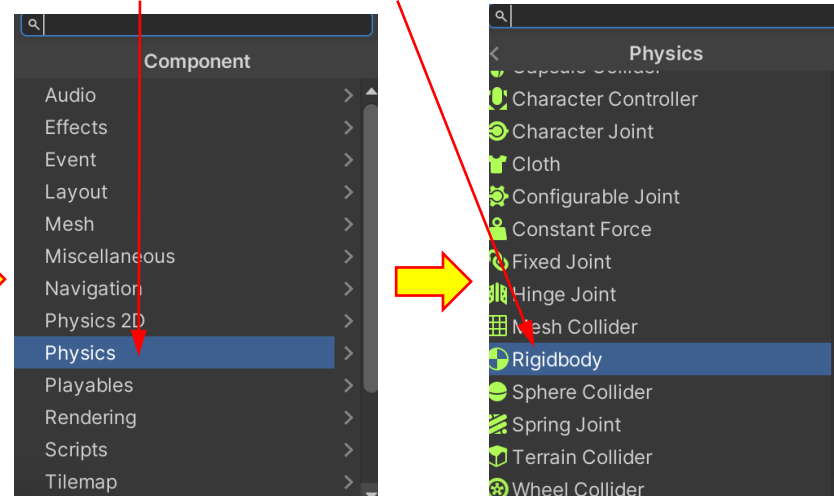 Component
Audio
Effects
Event
Layout
Mesh
Miscellaneous
Navigation
Physics 2D
Physics
Playables
Rendering
Scripts
Tilemap
Physics
Capsule Collider
Character Controller
Character Joint
Cloth
Configurable Joint
Constant Force
Fixed Joint
Hinge Joint
Mesh Collider
Rigidbody
Sphere Collider
Spring Joint
Terrain Collider
Wheel Collider